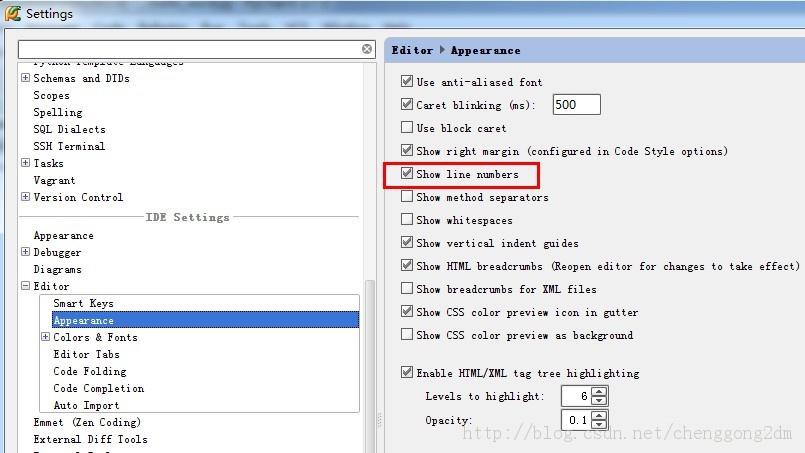 Settings
Python Template Languages
Schemas and DTDs
Scopes
Spelling
SQL Dialects
SSH Terminal
Tasks
Vagrant
Version Control
IDE Settings
Appearance
Debugger
Diagrams
Editor
Smart Keys
Appearance
Colors & Fonts
Editor Tabs
Code Folding
Code Completion
Auto Import
Emmet (Zen Coding)
External Diff Tools
Editor Appearance
Use anti-aliased font
Caret blinking (ms): 500
Use block caret
Show right margin (configured in Code Style options)
Show line numbers
Show method separators
Show whitespaces
Show vertical indent guides
Show HTML breadcrumbs (Reopen editor for changes to take effect)
Show breadcrumbs for XML files
Show CSS color preview icon in gutter
Show CSS color preview as background
Enable HTML/XML tag tree highlighting
Levels to highlight: 6
Opacity: 0.1
http://blog.csdn.net/chenggong2dm